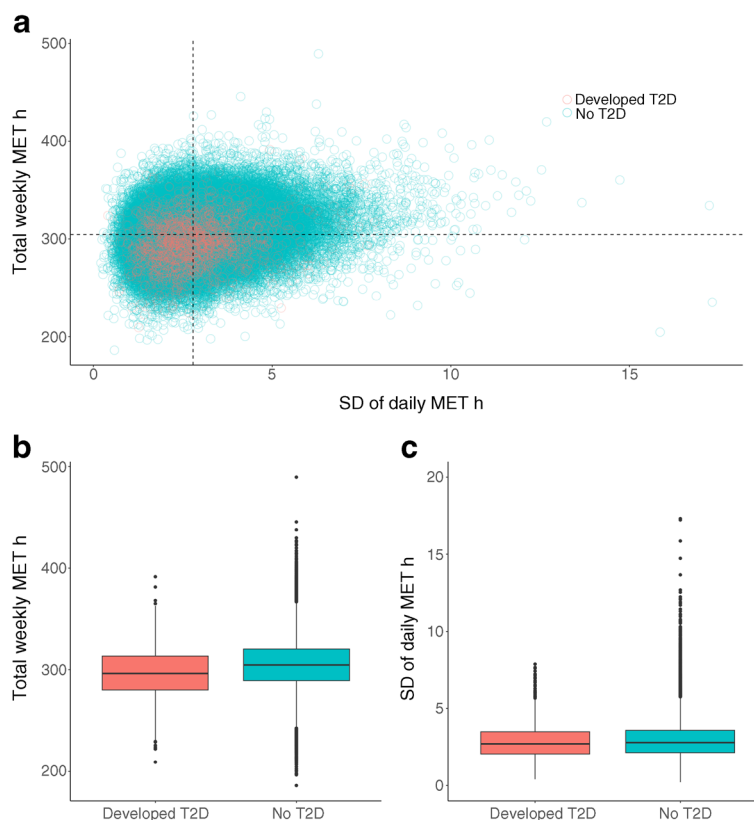 a
500
400
300
200
Total weekly MET h
Developed T2D
No T2D
0
5
10
15
SD of daily MET h
b
500
400
300
200
Total weekly MET h
Developed T2D
No T2D
c
20
15
10
5
0
SD of daily MET h
Developed T2D
No T2D